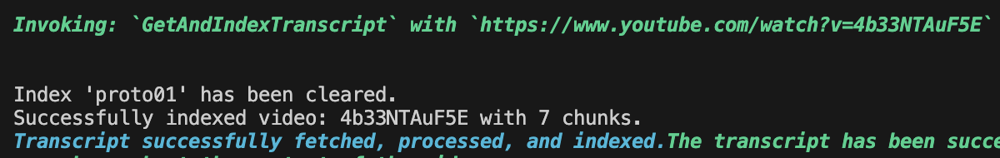 Invoking: `GetAndIndexTranscript` with `https://www.youtube.com/watch?v=4b33NTAuF5E`
Index 'proto01' has been cleared.
Successfully indexed video: 4b33NTAuF5E with 7 chunks.
Transcript successfully fetched, processed, and indexed.The transcript has been succe